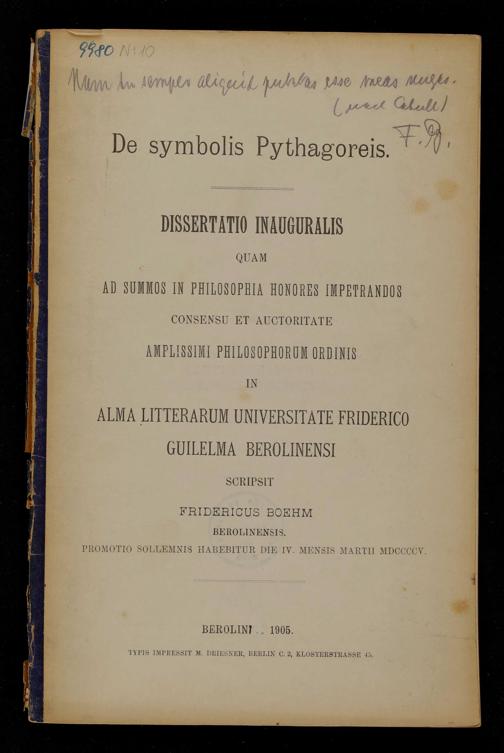 9980 N: 10
Nam tu semper aliquid putabas esse meas nugas.
(nach Catull)
F. B.
De symbolis Pythagoreis.
DISSERTATIO INAUGURALIS
QUAM
AD SUMMOS IN PHILOSOPHIA HONORES IMPETRANDOS
CONSENSU ET AUCTORITATE
AMPLISSIMI PHILOSOPHORUM ORDINIS
IN
ALMA LITTERARUM UNIVERSITATE FRIDERICO
GUILELMA BEROLINENSI
SCRIPSIT
FRIDERICUS BOEHM
BEROLINENSIS.
PROMOTIO SOLLEMNIS HABEBITUR DIE IV. MENSIS MARTII MDCCCCV.
BEROLINI . . 1905.
TYPIS IMPRESSIT M. DRIESNER, BERLIN C. 2, KLOSTERSTRASSE 45.